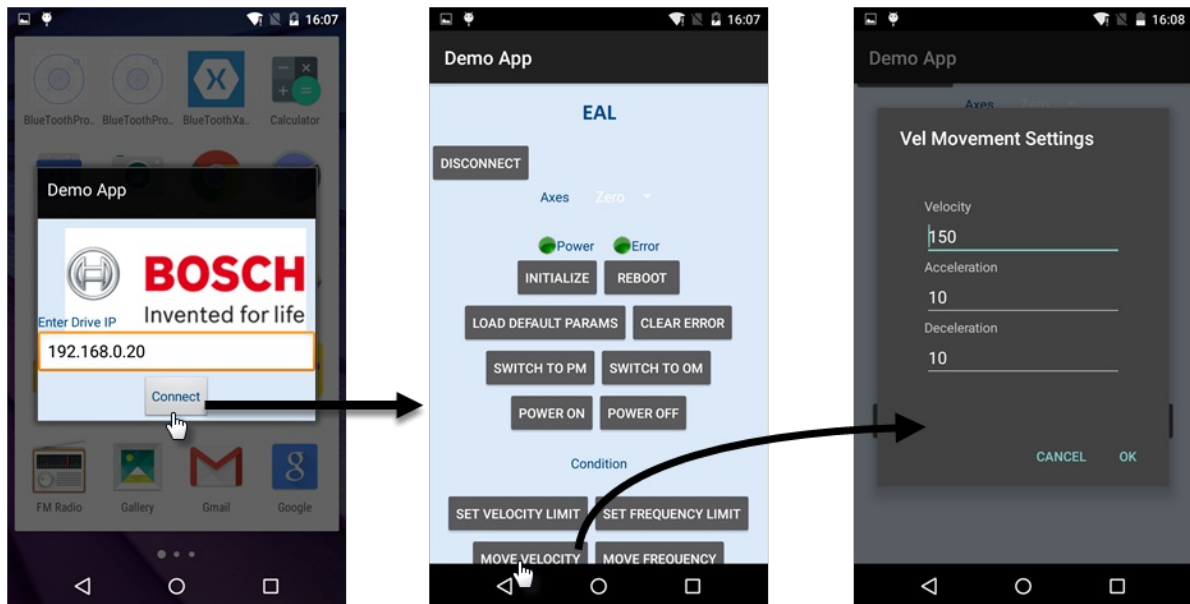 16:07
BlueToothPro.. BlueToothPro.. BlueToothXa.. Calculator
Demo App
BOSCH
Invented for life
Enter Drive IP
192.168.0.20
Connect
FM Radio Gallery Gmail Google
16:07
Demo App
EAL
DISCONNECT
Axes Zero
Power Error
INITIALIZE REBOOT
LOAD DEFAULT PARAMS CLEAR ERROR
SWITCH TO PM SWITCH TO OM
POWER ON POWER OFF
Condition
SET VELOCITY LIMIT SET FREQUENCY LIMIT
MOVE VELOCITY MOVE FREQUENCY
16:08
Demo App
Axes Zero
Vel Movement Settings
Velocity
150
Acceleration
10
Deceleration
10
CANCEL OK